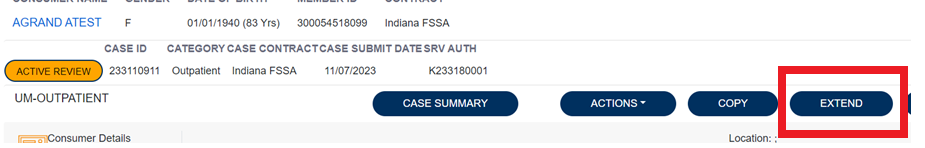 CONSUMER NAME GENDER DATE OF BIRTH MEMBER ID CONTRACT
AGRAND ATEST F 01/01/1940 (83 Yrs) 300054518099 Indiana FSSA
CASE ID CATEGORY CASE CONTRACT CASE SUBMIT DATE SRV AUTH
ACTIVE REVIEW 233110911 Outpatient Indiana FSSA 11/07/2023 K233180001
UM-OUTPATIENT CASE SUMMARY ACTIONS COPY EXTEND
Consumer Details Location: ;